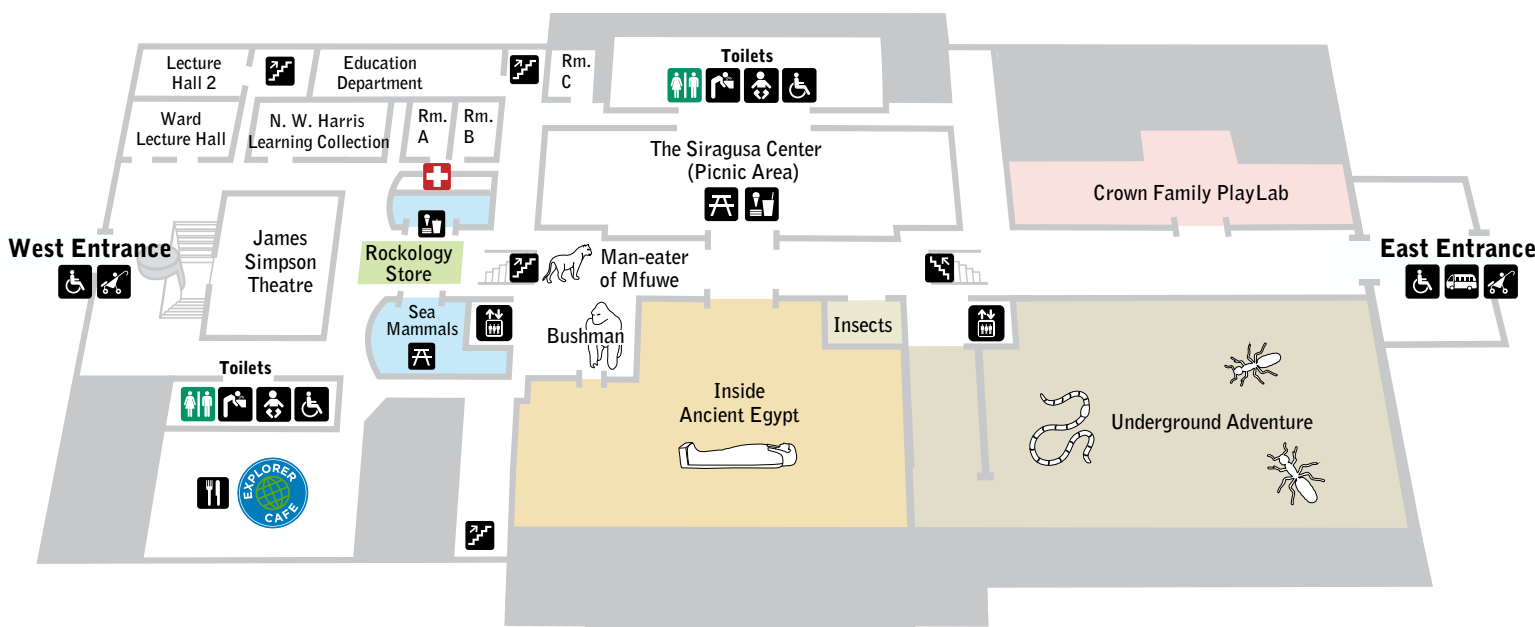 Lecture
Hall 2
Education
Department
Rm.
C
Toilets
Ward
Lecture Hall
N. W. Harris
Learning Collection
Rm.
A
Rm.
B
The Siragusa Center
(Picnic Area)
Crown Family PlayLab
West Entrance
James
Simpson
Theatre
Rockology
Store
Man-eater
of Mfuwe
East Entrance
Sea
Mammals
Bushman
Insects
Toilets
Inside
Ancient Egypt
Underground Adventure
EXPLORER
CAFE